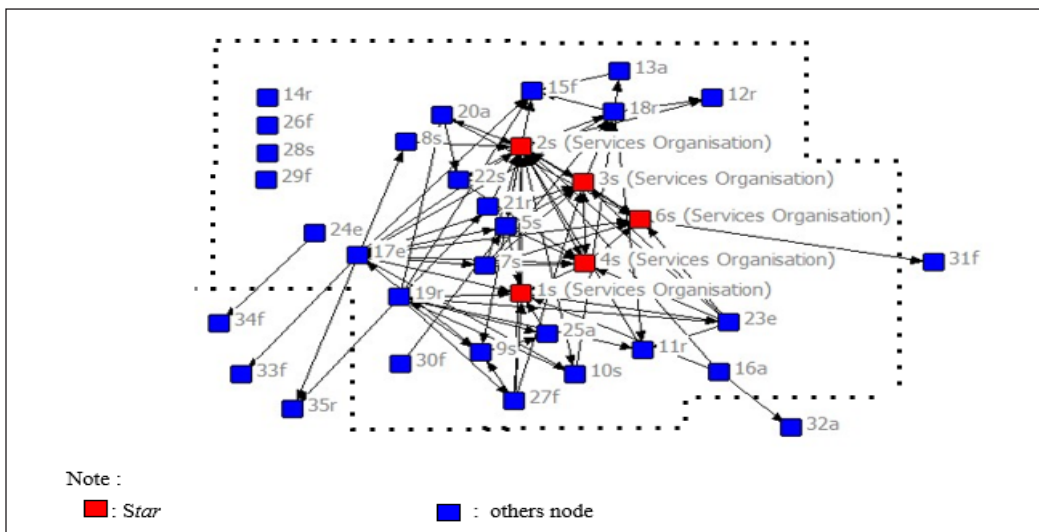 13a
15f
14r
12r
20a
18r
26f
8s
2s (Services Organisation)
28s
22s
3s (Services Organisation)
29f
21r
6s (Services Organisation)
5s
24e
17e
7s
4s (Services Organisation)
31f
19r
1s (Services Organisation)
34f
23e
25a
9s
11r
30f
33f
10s
16a
27f
35r
32a
Note :
: Star
: others node